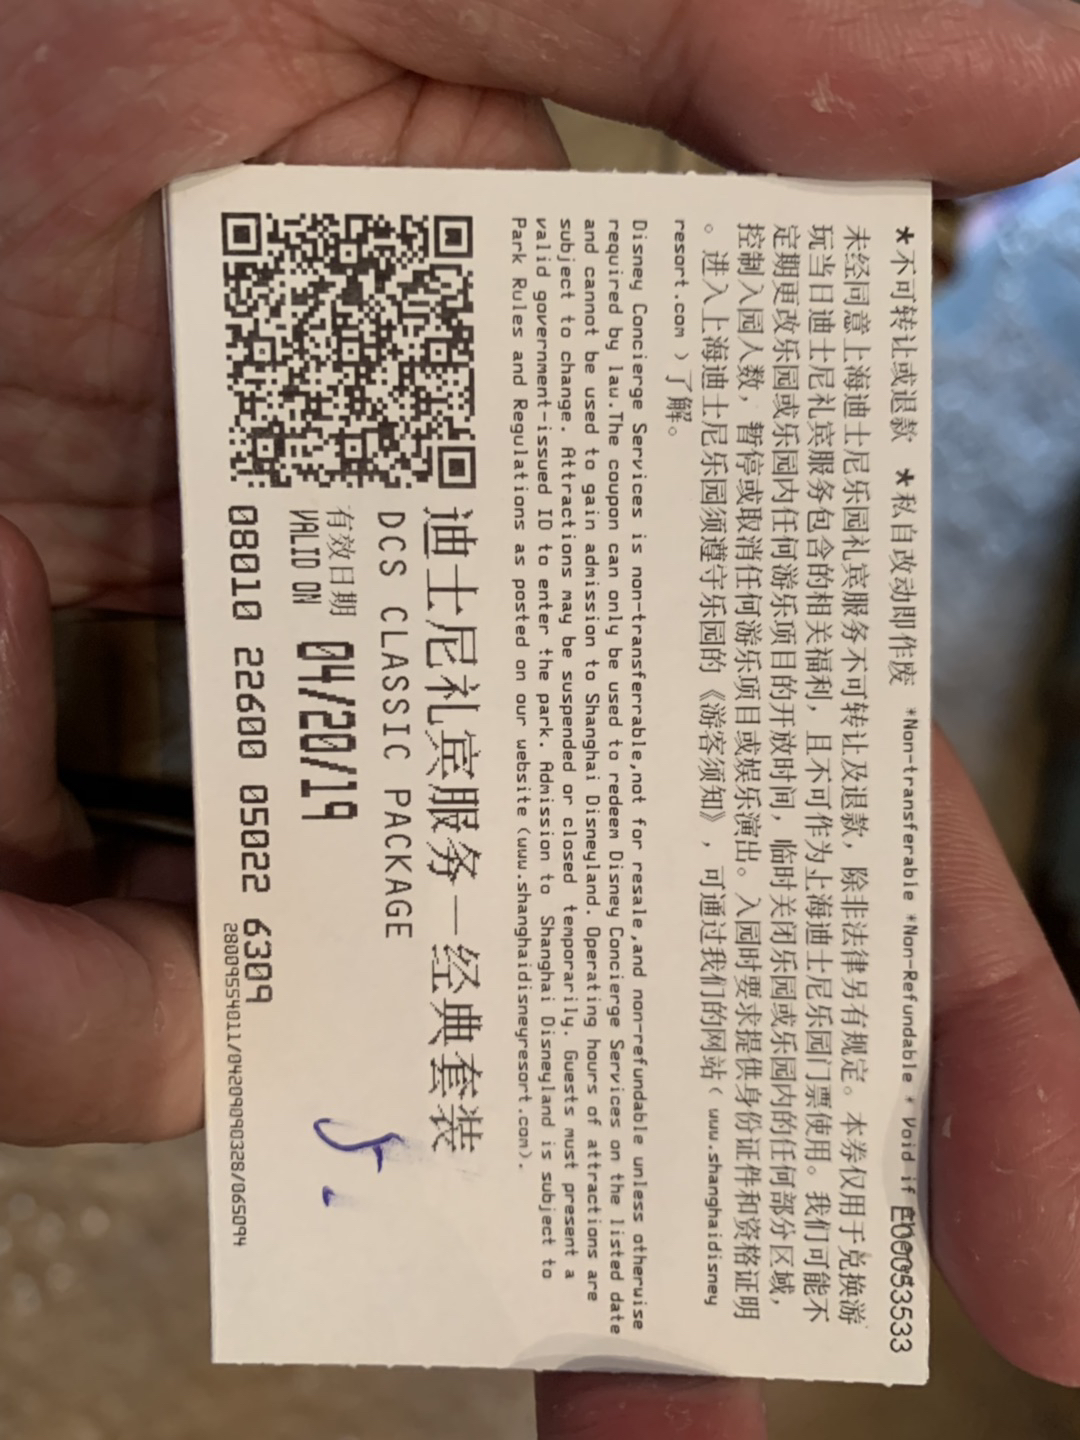 *不可转让或退款 *私自改动即作废 *Non-transferable *Non-Refundable * Void if
E00053533
未经同意上海迪士尼乐园礼宾服务不可转让及退款，除非法律另有规定。本券仅用于兑换游
玩当日迪士尼礼宾服务包含的相关福利，且不可作为上海迪士尼乐园门票使用。我们可能不
定期更改乐园或乐园内任何游乐项目的开放时间，临时关闭乐园或乐园内的任何部分区域，
控制入园人数，暂停或取消任何游乐项目或娱乐演出。入园时要求提供身份证件和资格证明
。进入上海迪士尼乐园须遵守乐园的《游客须知》，可通过我们的网站（ www.shanghaidisney
resort.com ）了解。
Disney Concierge Services is non-transferrable,not for resale,and non-refundable unless otherwise
required by law.The coupon can only be used to redeem Disney Concierge Services on the listed date
and cannot be used to gain admission to Shanghai Disneyland. Operating hours of attractions are
subject to change. Attractions may be suspended or closed temporarily. Guests must present a
valid government-issued ID to enter the park. Admission to Shanghai Disneyland is subject to
Park Rules and Regulations as posted on our website (www.shanghaidisneyresort.com).
迪士尼礼宾服务—经典套装
DCS CLASSIC PACKAGE
有效日期
VALID ON 04/20/19
08010 22600 05022 6309
28009554011/04209090328/065094